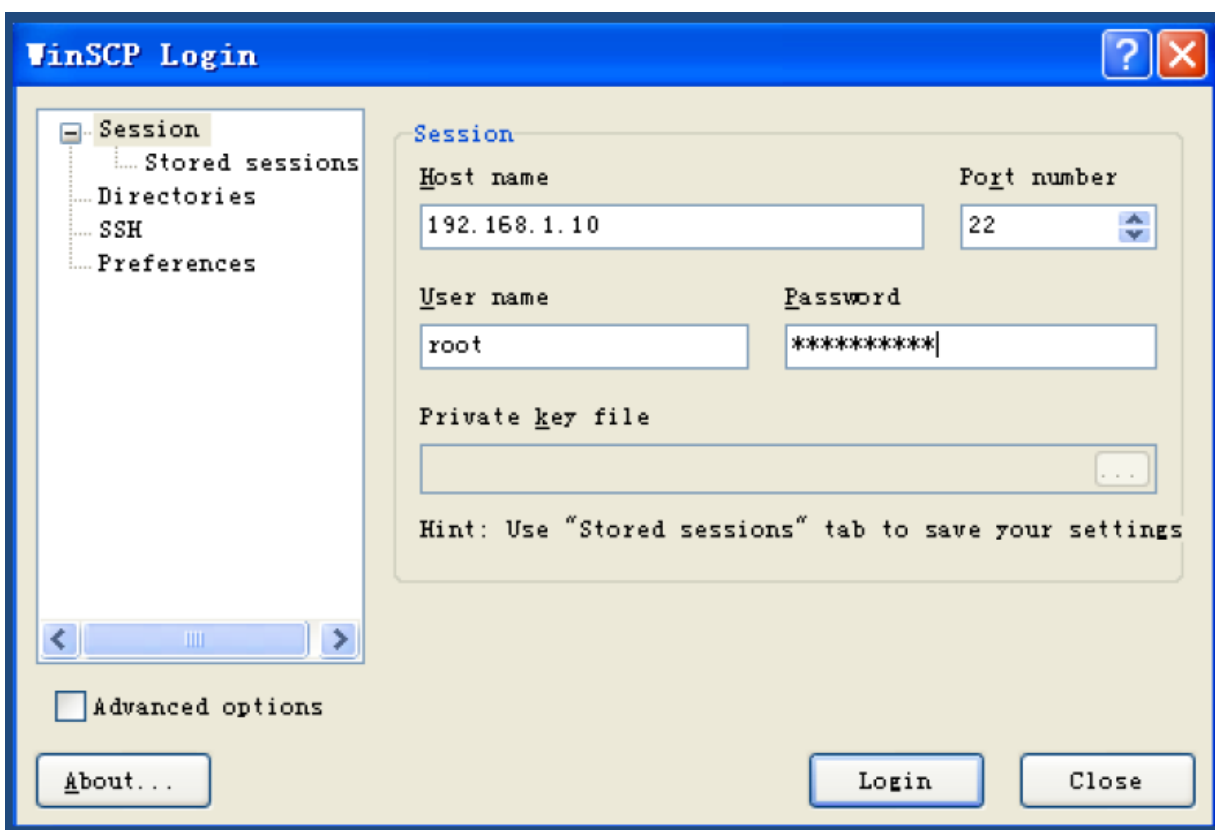 WinSCP Login
Session
Stored sessions
Directories
SSH
Preferences
Session
Host name Port number
192.168.1.10 22
User name Password
root **********
Private key file
...
Hint: Use "Stored sessions" tab to save your settings
Advanced options
About... Login Close